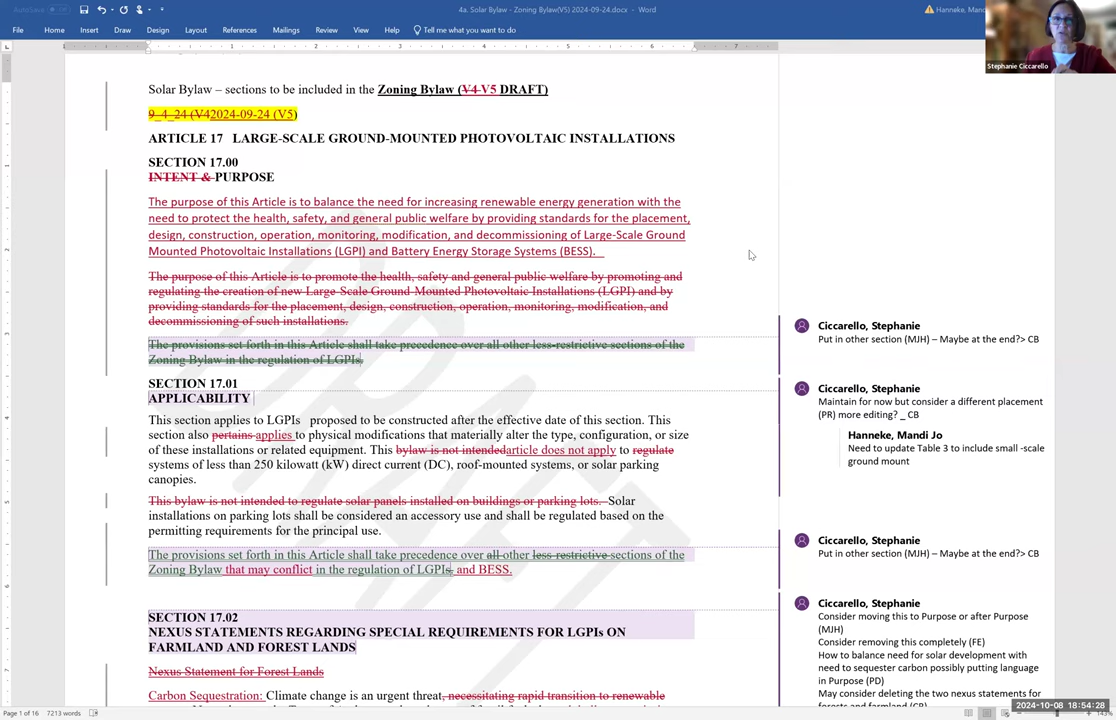 AutoSave Off
4a. Solar Bylaw - Zoning Bylaw(V5) 2024-09-24.docx - Word
Hanneke, Mand
File Home Insert Draw Design Layout References Mailings Review View Help Tell me what you want to do
Stephanie Ciccarello
Solar Bylaw – sections to be included in the Zoning Bylaw (V4 V5 DRAFT)
9_4_24 (V42024-09-24 (V5)
ARTICLE 17 LARGE-SCALE GROUND-MOUNTED PHOTOVOLTAIC INSTALLATIONS
SECTION 17.00
INTENT & PURPOSE
The purpose of this Article is to balance the need for increasing renewable energy generation with the
need to protect the health, safety, and general public welfare by providing standards for the placement,
design, construction, operation, monitoring, modification, and decommissioning of Large-Scale Ground
Mounted Photovoltaic Installations (LGPI) and Battery Energy Storage Systems (BESS).
The purpose of this Article is to promote the health, safety and general public welfare by promoting and
regulating the creation of new Large-Scale Ground-Mounted Photovoltaic Installations (LGPI) and by
providing standards for the placement, design, construction, operation, monitoring, modification, and
decommissioning of such installations.
The provisions set forth in this Article shall take precedence over all other less-restrictive sections of the
Zoning Bylaw in the regulation of LGPIs.
SECTION 17.01
APPLICABILITY
This section applies to LGPIs proposed to be constructed after the effective date of this section. This
section also pertains applies to physical modifications that materially alter the type, configuration, or size
of these installations or related equipment. This bylaw is not intendedarticle does not apply to regulate
systems of less than 250 kilowatt (kW) direct current (DC), roof-mounted systems, or solar parking
canopies.
This bylaw is not intended to regulate solar panels installed on buildings or parking lots. Solar
installations on parking lots shall be considered an accessory use and shall be regulated based on the
permitting requirements for the principal use.
The provisions set forth in this Article shall take precedence over all other less-restrictive sections of the
Zoning Bylaw that may conflict in the regulation of LGPIs. and BESS.
SECTION 17.02
NEXUS STATEMENTS REGARDING SPECIAL REQUIREMENTS FOR LGPIs ON
FARMLAND AND FOREST LANDS
Nexus Statement for Forest Lands
Carbon Sequestration: Climate change is an urgent threat, necessitating rapid transition to renewable
DRAFT
Ciccarello, Stephanie
Put in other section (MJH) – Maybe at the end?> CB
Ciccarello, Stephanie
Maintain for now but consider a different placement
(PR) more editing? _ CB
Hanneke, Mandi Jo
Need to update Table 3 to include small -scale
ground mount
Ciccarello, Stephanie
Put in other section (MJH) – Maybe at the end?> CB
Ciccarello, Stephanie
Consider moving this to Purpose or after Purpose
(MJH)
Consider removing this completely (FE)
How to balance need for solar development with
need to sequester carbon possibly putting language
in Purpose (PD)
May consider deleting the two nexus statements for
Page 1 of 16 7213 words
2024-10-08 18:54:28